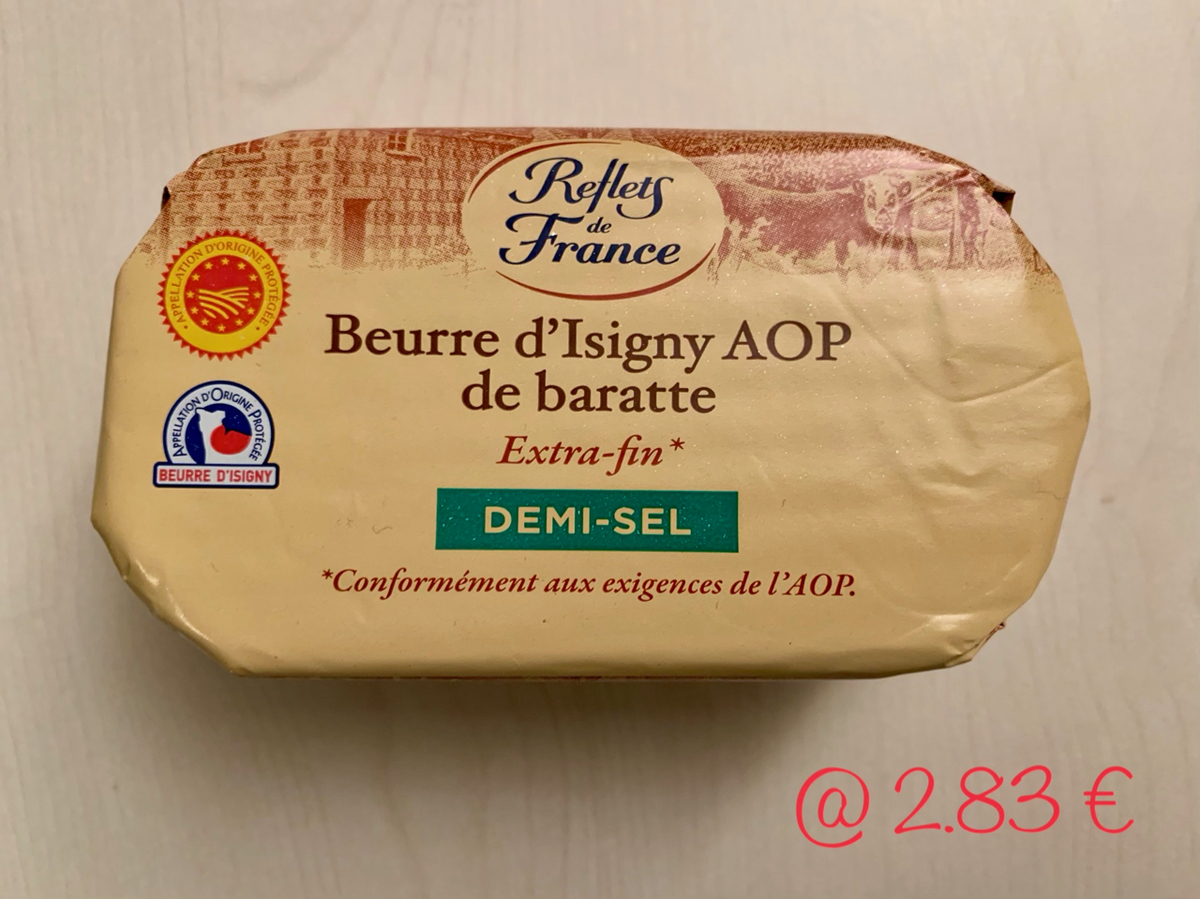 Reflets
de
France
APPELLATION D'ORIGINE PROTÉGÉE
Beurre d'Isigny AOP
de baratte
APPELLATION D'ORIGINE PROTÉGÉE
BEURRE D'ISIGNY
Extra-fin*
DEMI-SEL
*Conformément aux exigences de l'AOP.
@ 2.83 €